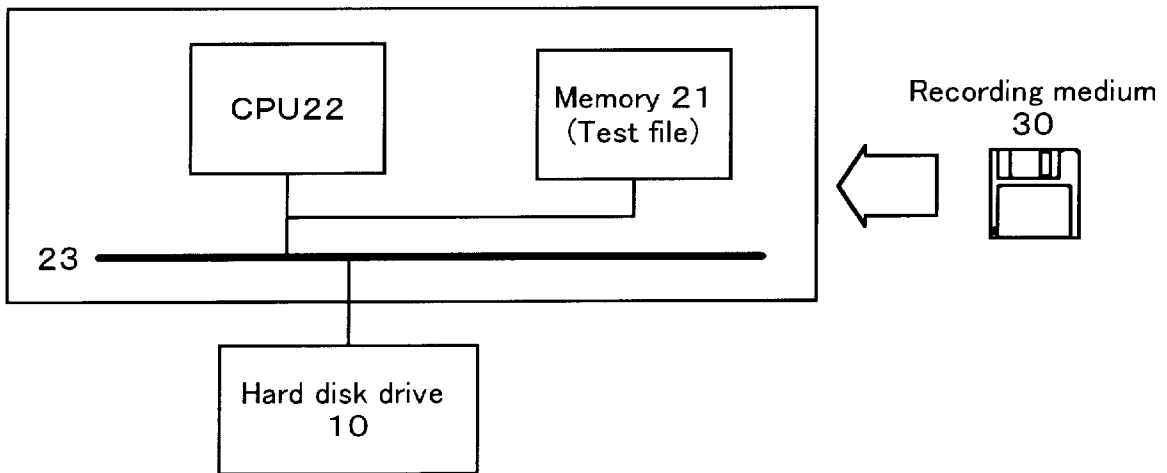 CPU22
Memory 21
(Test file)
Recording medium
30
23
Hard disk drive
10